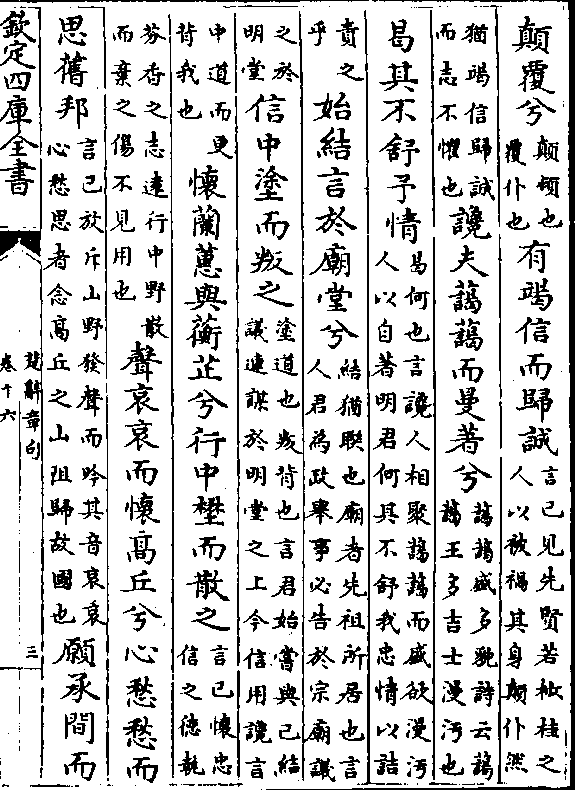 顛覆兮顛頓也覆仆也有竭信而歸誠言己見先賢若椒桂之人以被禍其身顛仆然
猶竭信歸誠而志不懼也讒夫藹藹而曼著兮藹藹盛多貌詩云藹藹王多吉士漫汚也
曷其不舒予情曷何也言讒人相聚藹藹而盛欲漫汚人以自著明君何其不舒我忠情以詰
責之乎始結言於廟堂兮結猶聯也廟者先祖所居也言人君為政舉事必告於宗廟議
之於明堂信中塗而叛之塗道也叛背也言君始嘗與己結議連謀於明堂之上今信用讒言
中道而更背我也懷蘭蕙與蘅芷兮行中壄而散之言己懷忠信之德執
芬香之志遠行中野散而棄之傷不見用也聲哀哀而懷高丘兮心愁愁而
思舊邦言己放斥山野發聲而吟其音哀哀心愁思者念高丘之山阻歸故國也願承間而
欽定四庫全書
楚辭章句
卷十六
三